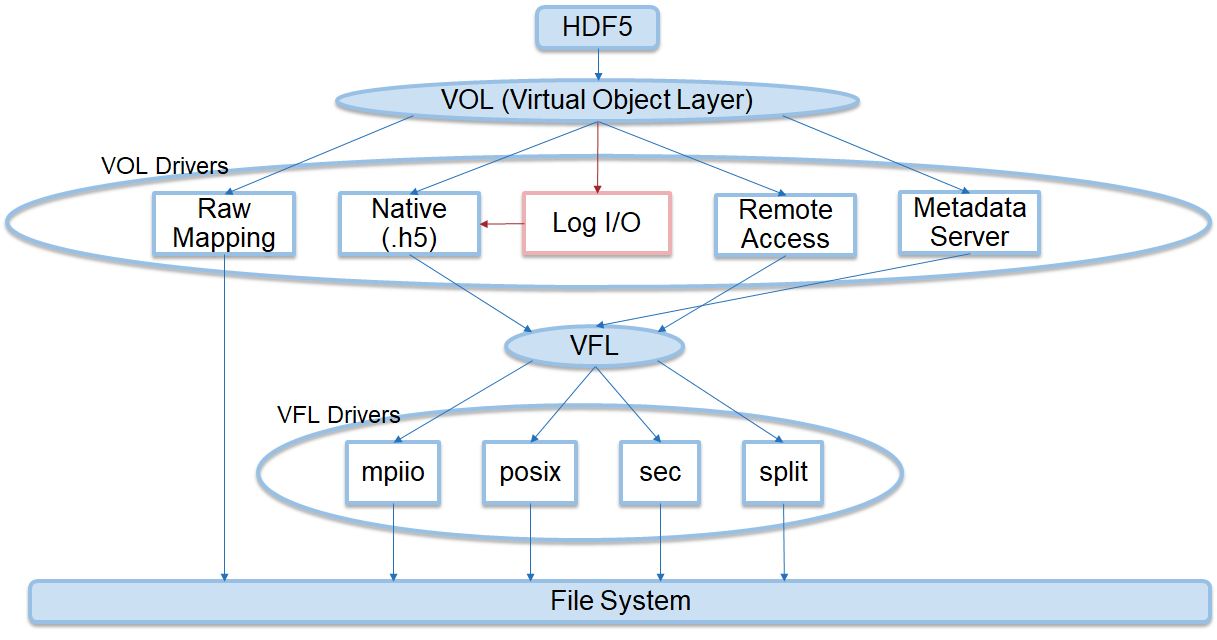 HDF5
VOL (Virtual Object Layer)
VOL Drivers
Raw
Mapping
Native
(.h5)
Log I/O
Remote
Access
Metadata
Server
VFL
VFL Drivers
mpiio
posix
sec
split
File System